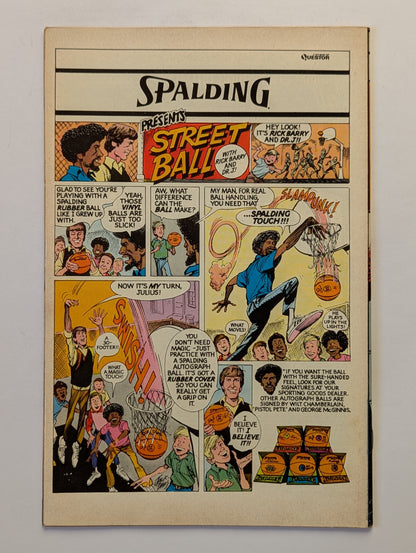 QUESTOR
SPALDING
PRESENTS
STREET
BALL
WITH
RICK BARRY
AND
DR.J!
HEY LOOK!
IT'S RICK BARRY
AND DR.J!!
GLAD TO SEE YOU'RE
PLAYING WITH A
SPALDING
RUBBER BALL
LIKE I GREW UP
WITH.
YEAH,
THOSE
VINYL
BALLS ARE
JUST TOO
SLICK!
AW, WHAT
DIFFERENCE
CAN THE
BALL MAKE?
MY MAN, FOR REAL
BALL HANDLING,
YOU NEED THAT
...SPALDING
TOUCH!!!
SLAMPUNK!
WHAT
MOVES!
HE
PLAYS
UP IN THE
LIGHTS!
NOW IT'S MY TURN,
JULIUS!
A
30-
FOOTER!!
WHAT
A MAGIC
TOUCH!
SWISHH!
YOU
DON'T NEED
MAGIC - JUST
PRACTICE WITH
A SPALDING
AUTOGRAPH
BALL. IT'S GOT A
RUBBER COVER
SO YOU CAN
REALLY GET
A GRIP ON
IT.
I
BELIEVE
IT! I
BELIEVE
IT!!
"IF YOU WANT THE BALL
WITH THE SURE-HANDED
FEEL, LOOK FOR OUR
SIGNATURES AT YOUR
SPORTING GOODS DEALER.
OTHER AUTOGRAPH BALLS ARE
SIGNED BY WILT CHAMBERLAIN,
'PISTOL PETE' AND GEORGE McGINNIS.